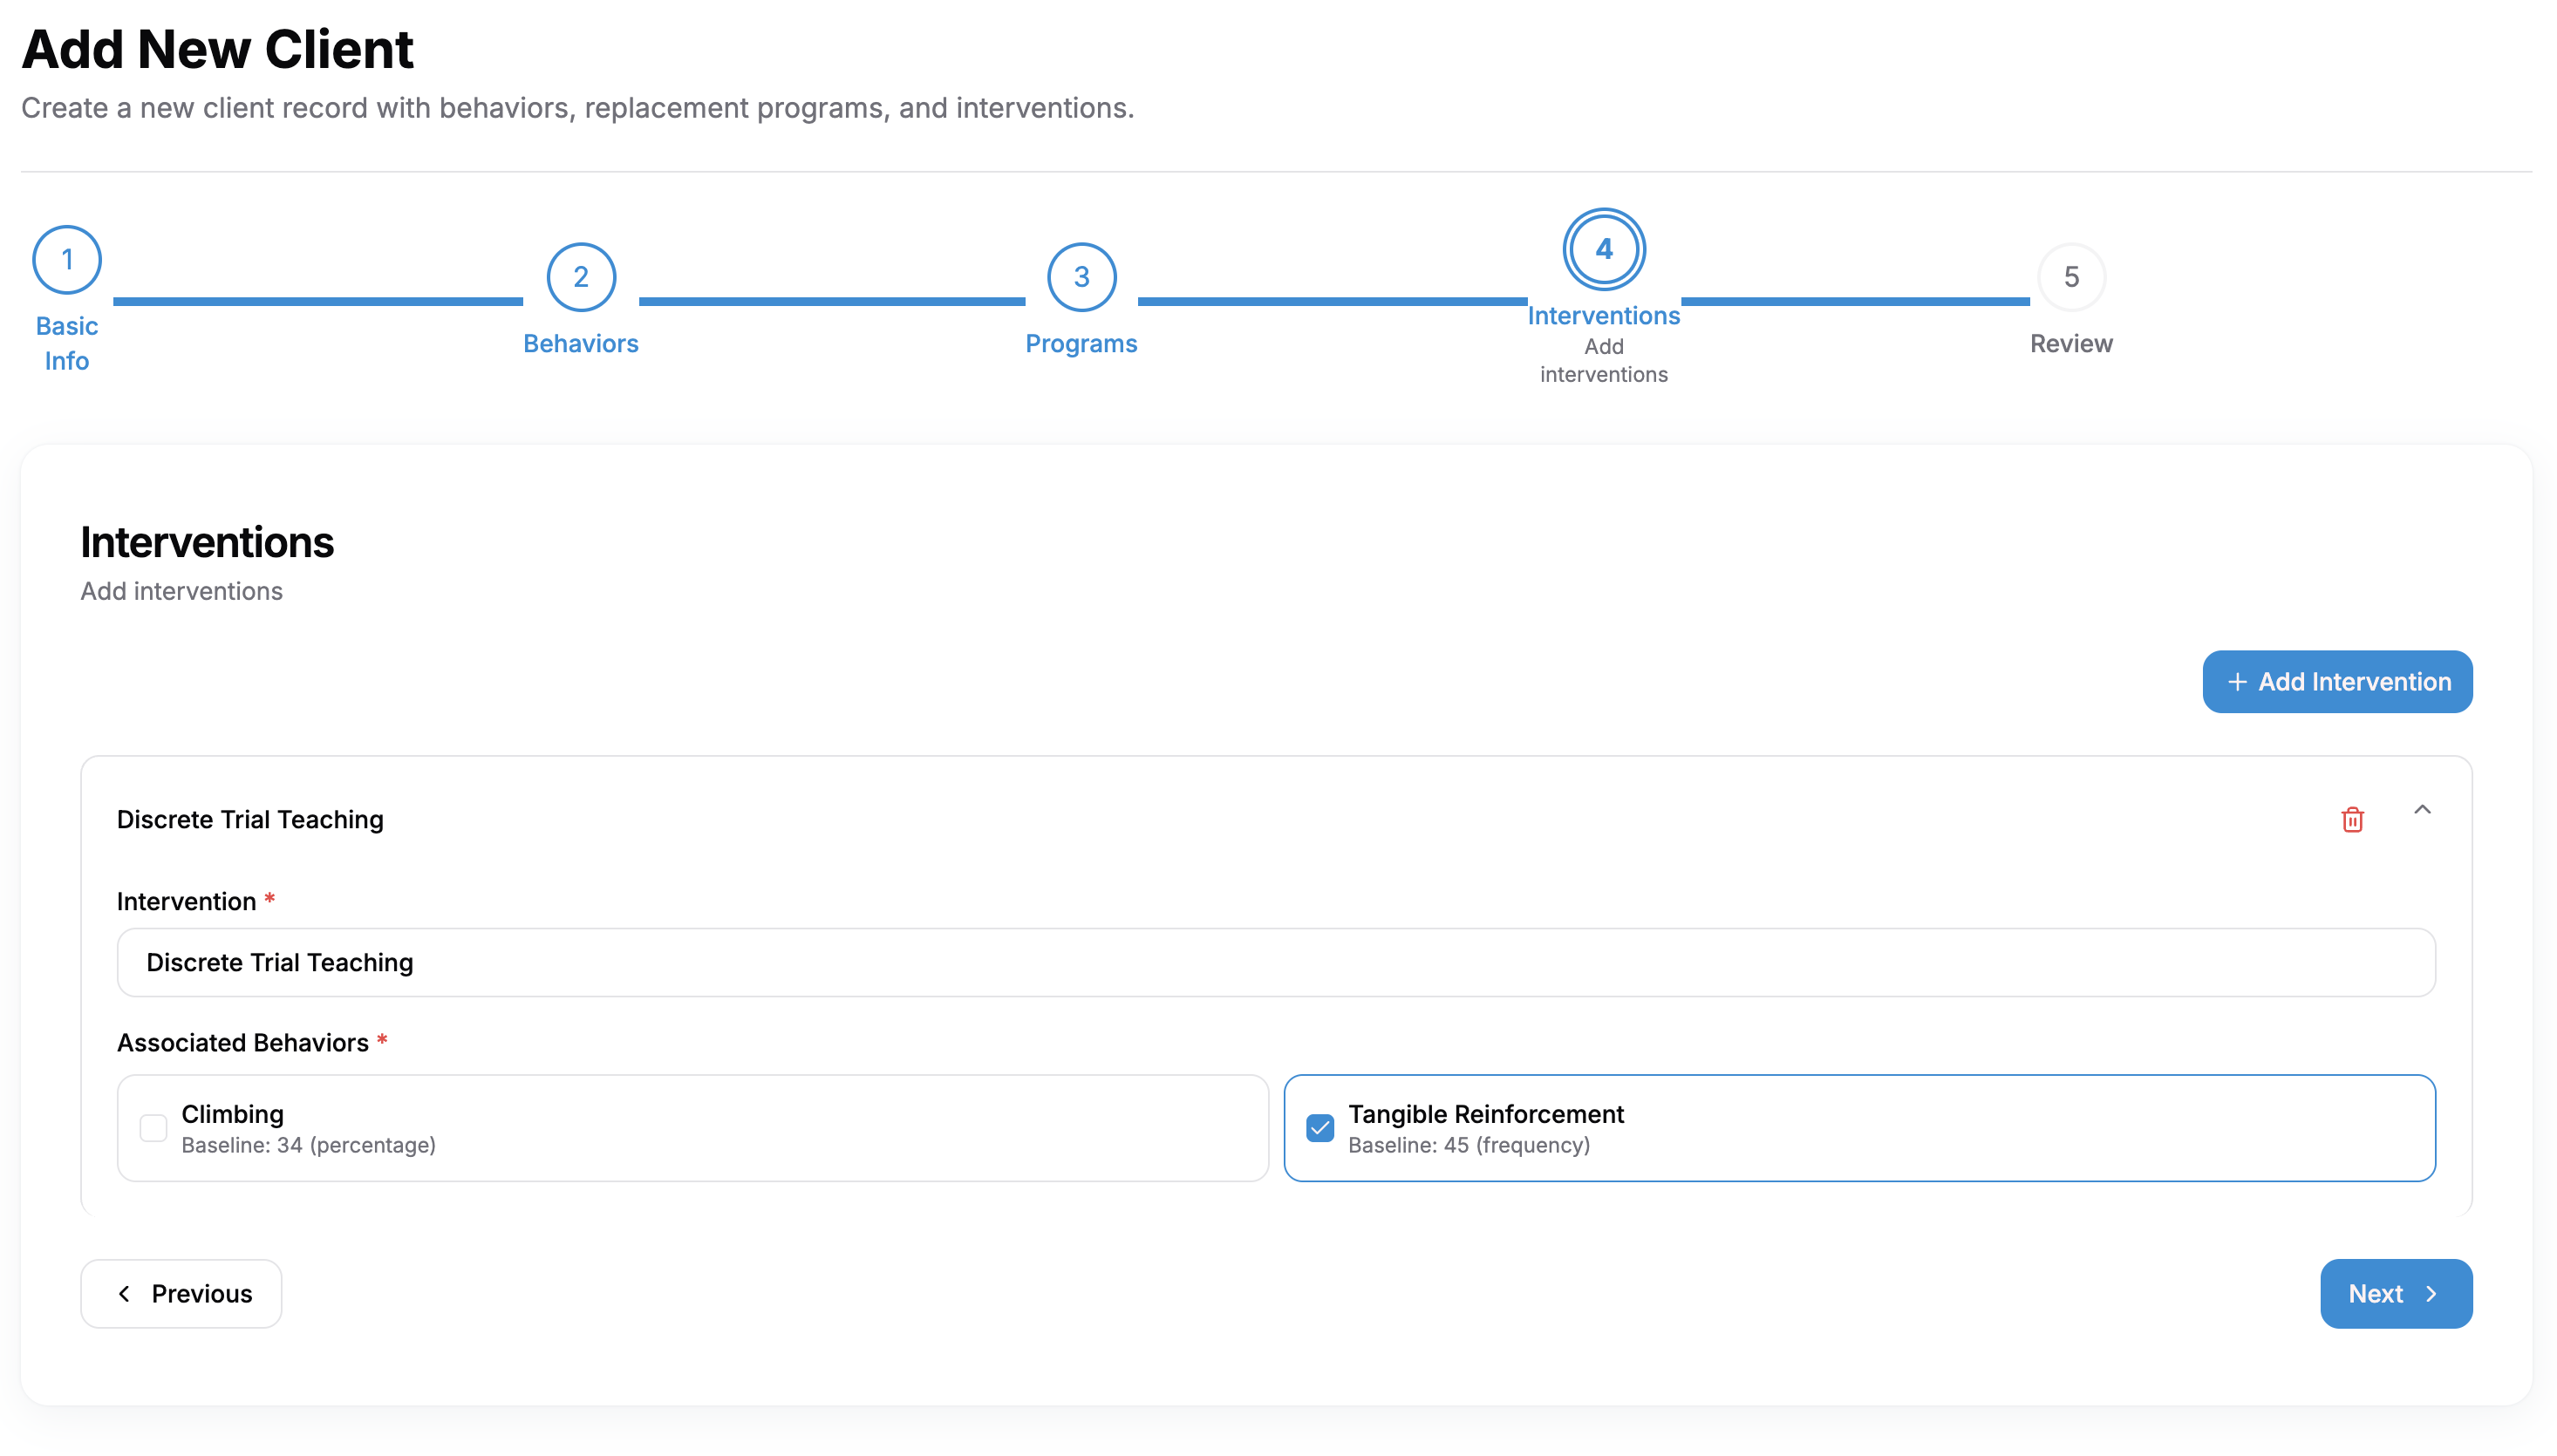 Add New Client
Create a new client record with behaviors, replacement programs, and interventions.
1
Basic
Info
2
Behaviors
3
Programs
4
Interventions
Add
interventions
5
Review
Interventions
Add interventions
+ Add Intervention
Discrete Trial Teaching
Intervention *
Discrete Trial Teaching
Associated Behaviors *
Climbing
Baseline: 34 (percentage)
Tangible Reinforcement
Baseline: 45 (frequency)
Previous
Next